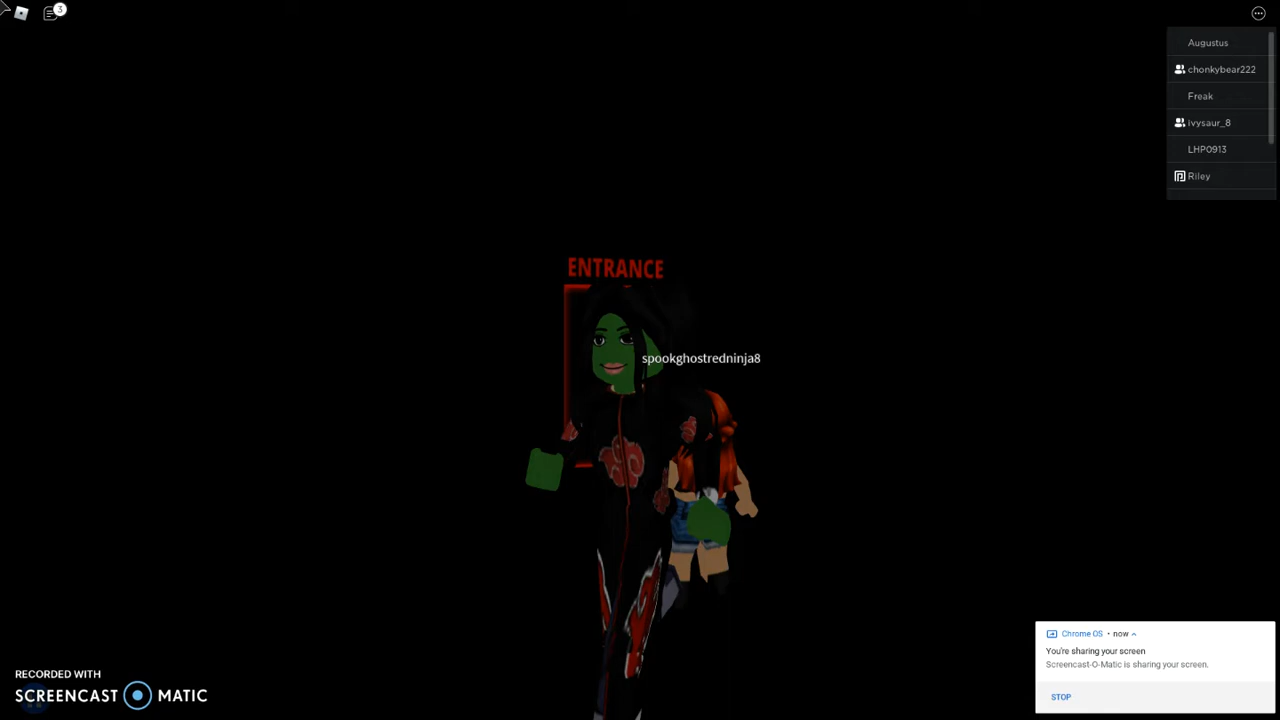 3
Augustus
chonkybear222
Freak
ivysaur_8
LHP0913
Riley
ENTRANCE
spookghostredninja8
Chrome OS • now
You're sharing your screen
Screencast-O-Matic is sharing your screen.
STOP
RECORDED WITH
SCREENCAST MATIC